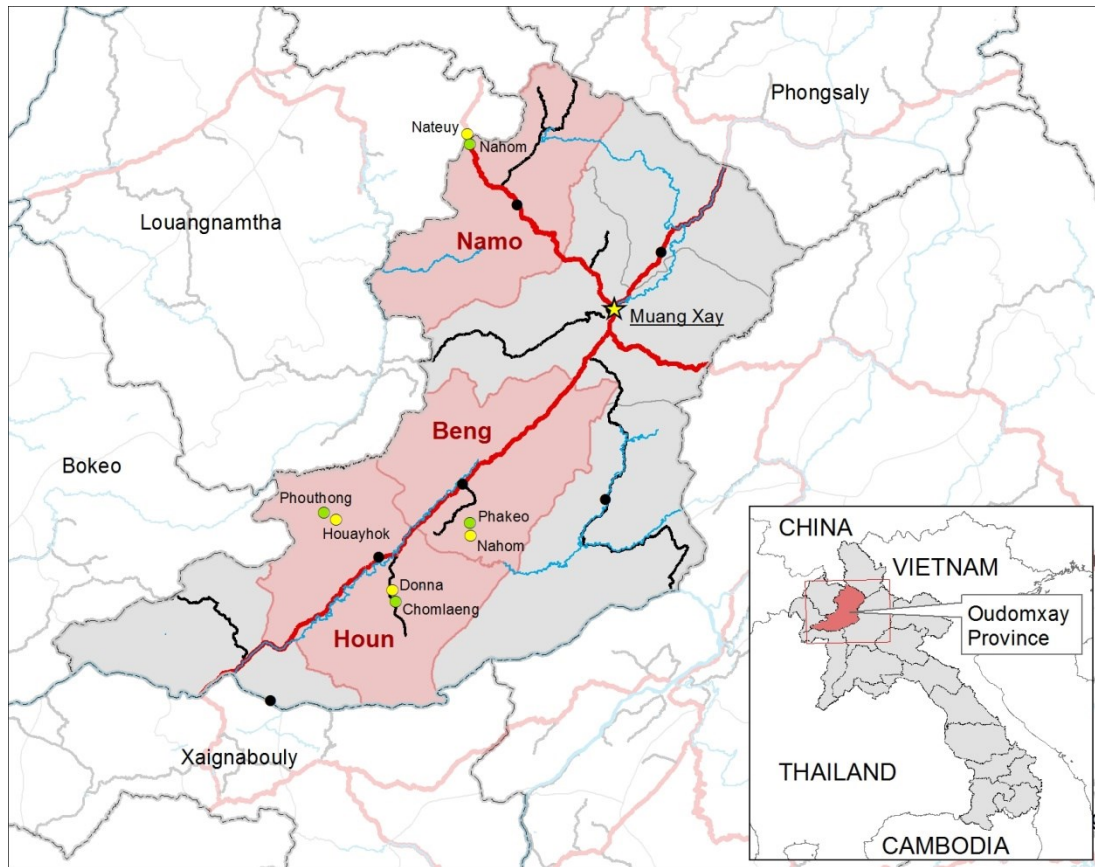 Phongsaly
Nateuy
Nahom
Louangnamtha
Namo
Muang Xay
Beng
Bokeo
Phouthong
Houayhok
Phakeo
Nahom
Donna
Chomlaeng
Houn
Xaignabouly
CHINA
VIETNAM
Oudomxay
Province
THAILAND
CAMBODIA